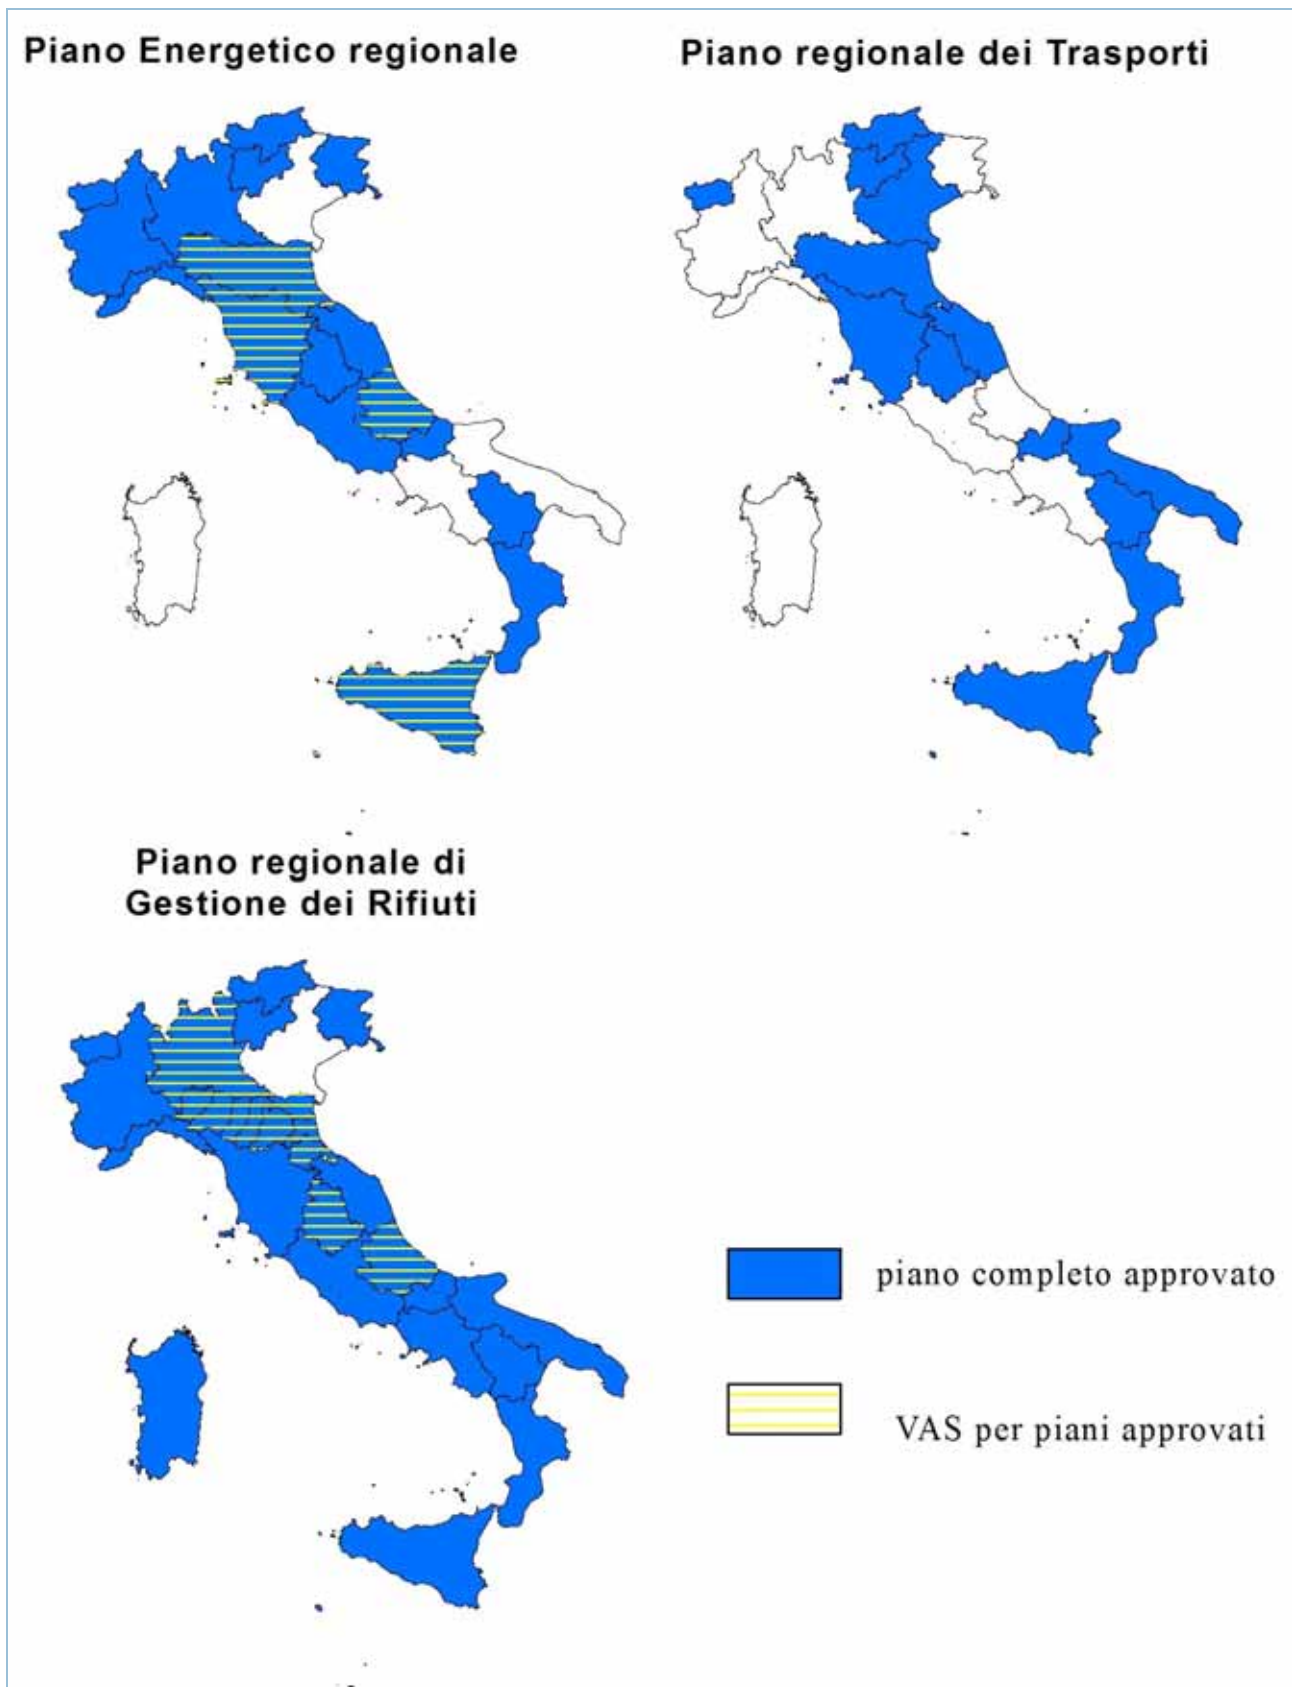 Piano Energetico regionale
Piano regionale dei Trasporti
Piano regionale di
Gestione dei Rifiuti
piano completo approvato
VAS per piani approvati